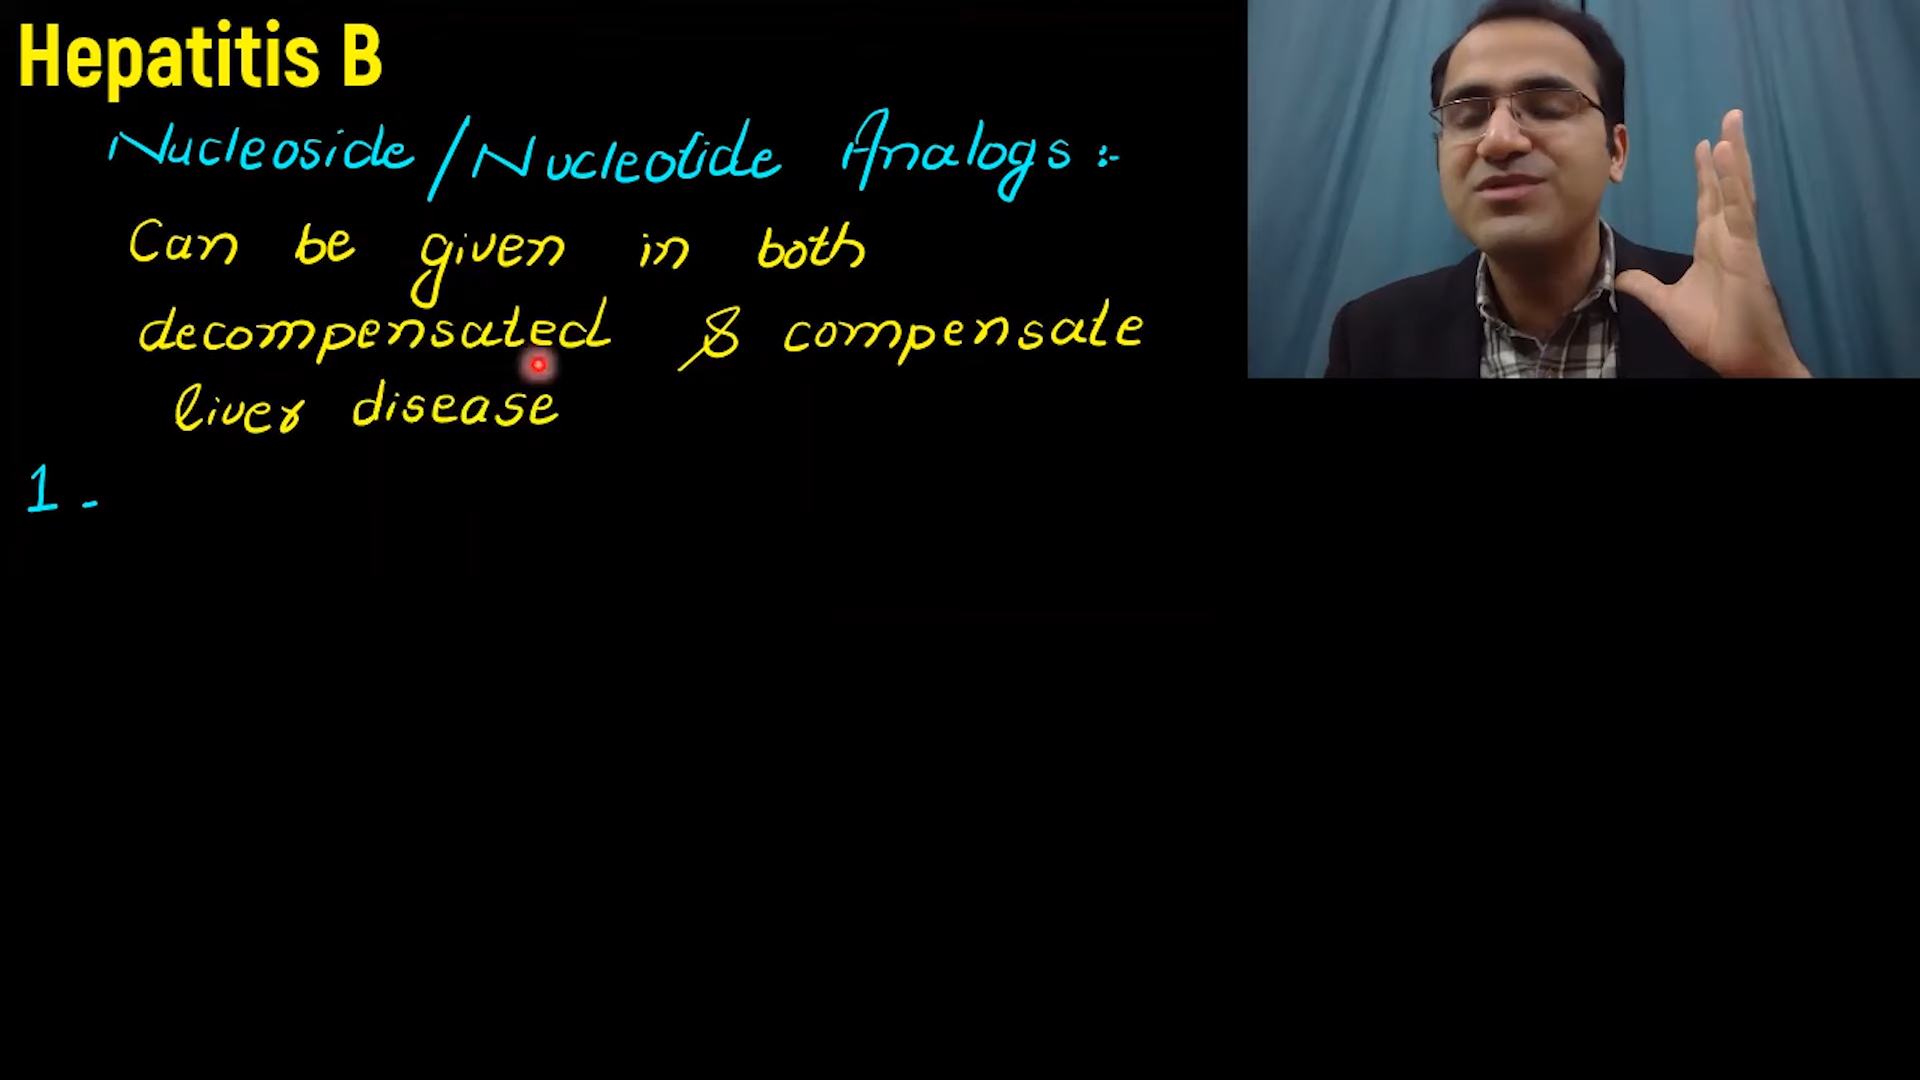 Hepatitis B
Nucleoside/Nucleotide Analogs :-
Can be given in both
decompensated & compensate
liver disease
1 -